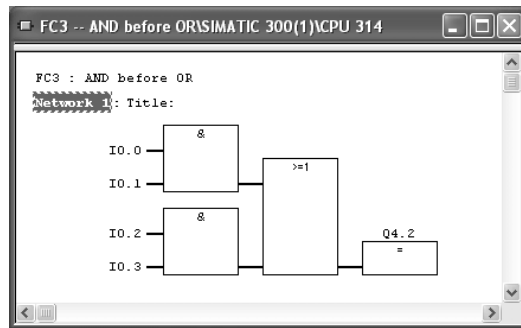 FC3 -- AND before OR\SIMATIC 300(1)\CPU 314
FC3 : AND before OR
Network 1: Title:
&
I0.0
>=1
I0.1
&
I0.2
Q4.2
=
I0.3